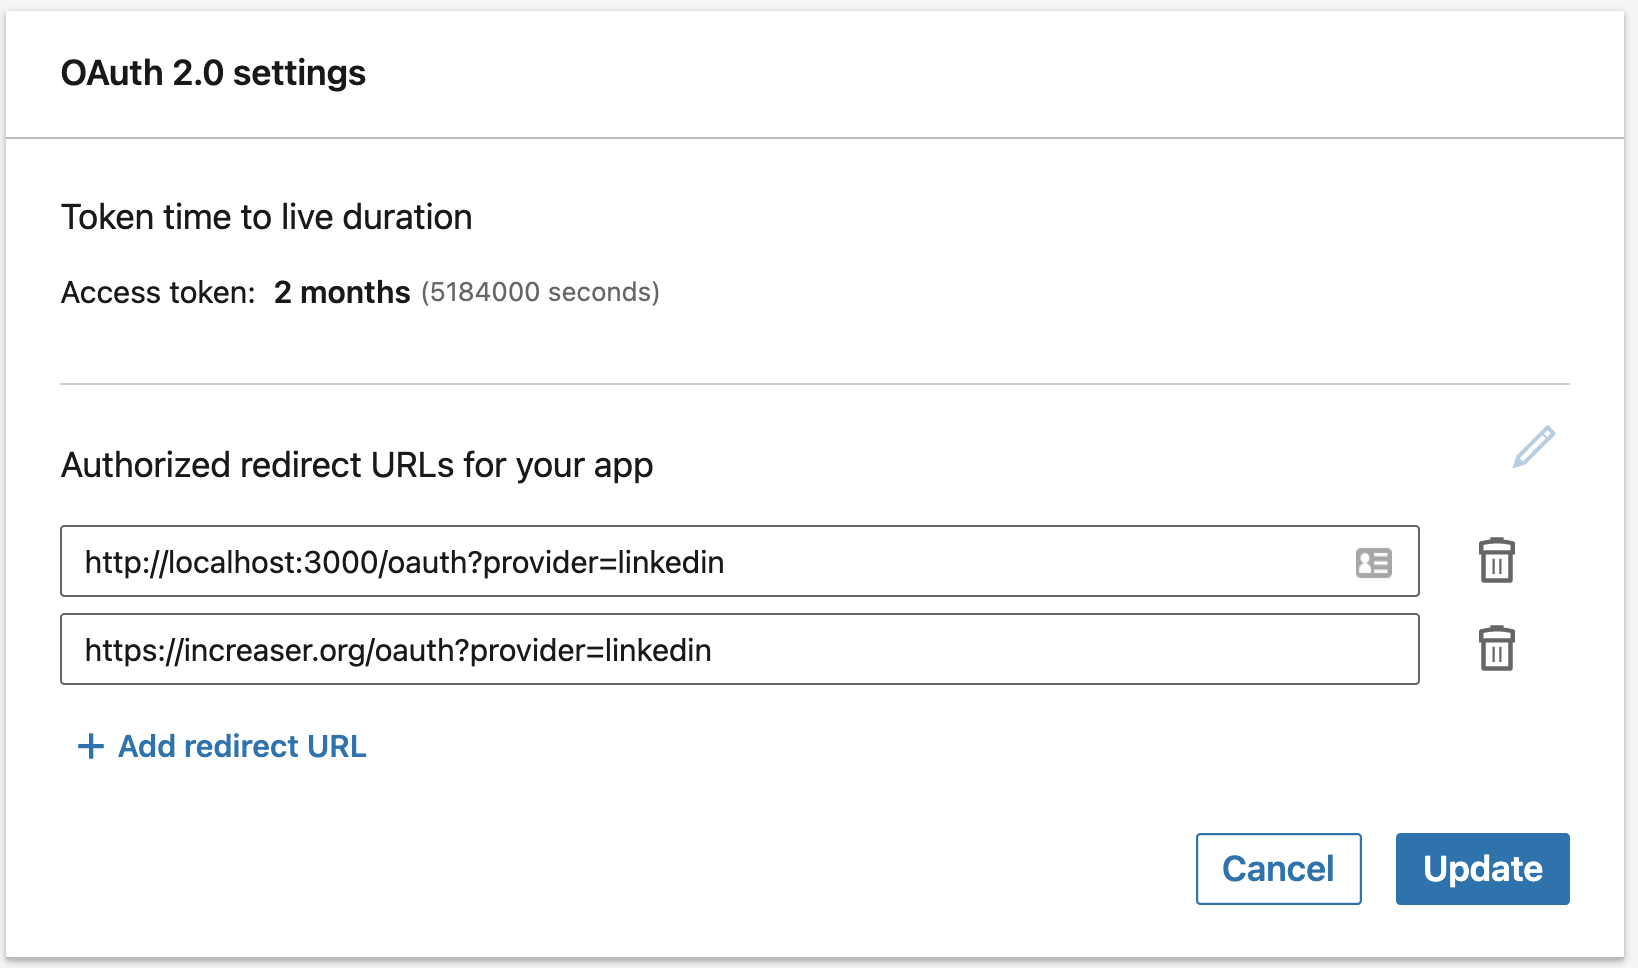 OAuth 2.0 settings
Token time to live duration
Access token: 2 months (5184000 seconds)
Authorized redirect URLs for your app
http://localhost:3000/oauth?provider=linkedin
https://increaser.org/oauth?provider=linkedin
+ Add redirect URL
Cancel Update